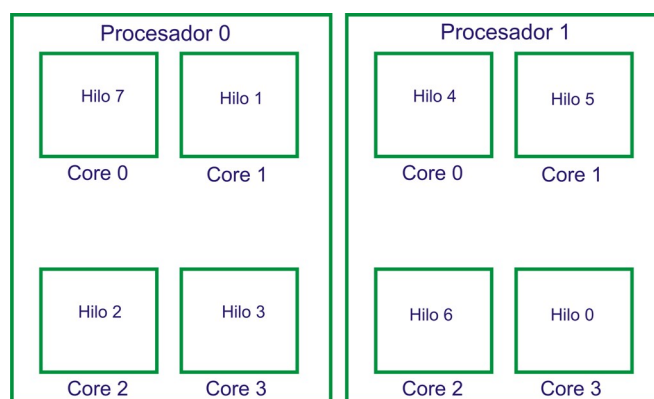 Procesador 0
Hilo 7
Hilo 1
Core 0
Core 1
Hilo 2
Hilo 3
Core 2
Core 3
Procesador 1
Hilo 4
Hilo 5
Core 0
Core 1
Hilo 6
Hilo 0
Core 2
Core 3